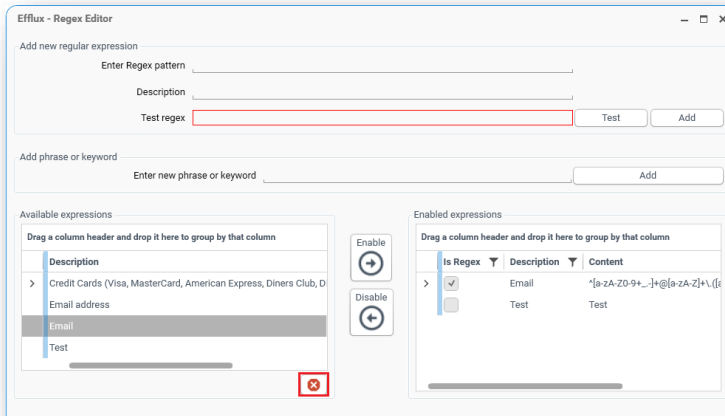 Efflux - Regex Editor
Add new regular expression
Enter Regex pattern
Description
Test regex
Test
Add
Add phrase or keyword
Enter new phrase or keyword
Add
Available expressions
Drag a column header and drop it here to group by that column
Description
Credit Cards (Visa, MasterCard, American Express, Diners Club, D
Email address
Email
Test
Enable
Disable
Enabled expressions
Drag a column header and drop it here to group by that column
Is Regex Description Content
Email ^[a-zA-Z0-9+_.-]+@[a-zA-Z]+\.([a
Test Test